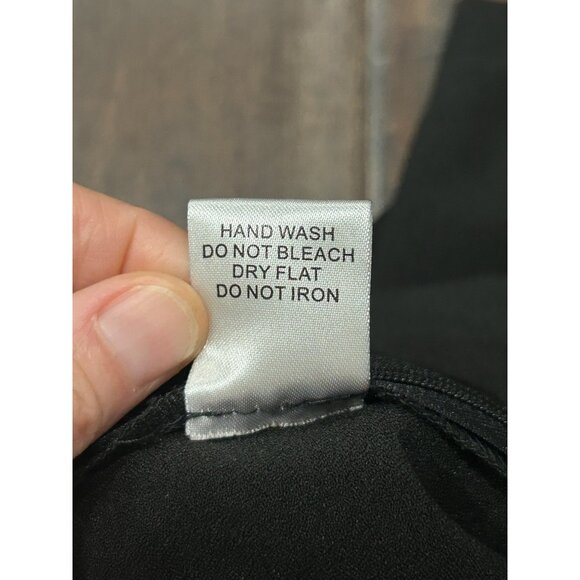 HAND WASH
DO NOT BLEACH
DRY FLAT
DO NOT IRON